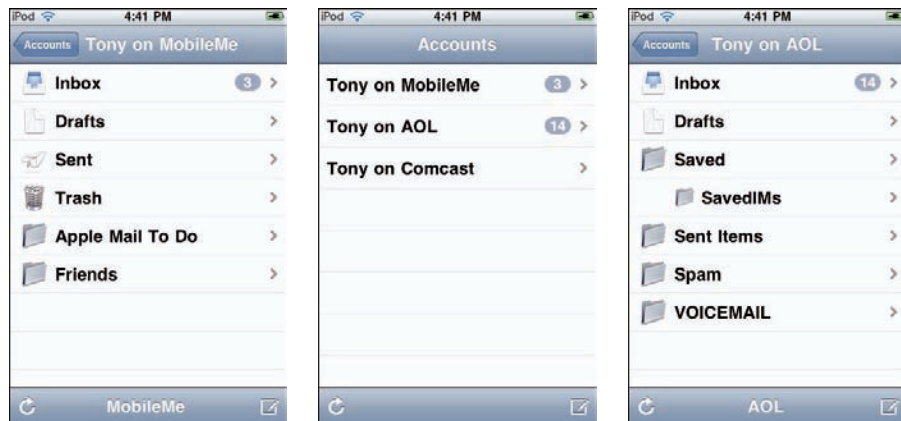 iPod 4:41 PM
Accounts Tony on MobileMe
Inbox 3
Drafts
Sent
Trash
Apple Mail To Do
Friends
MobileMe
iPod 4:41 PM
Accounts
Tony on MobileMe 3
Tony on AOL 14
Tony on Comcast
iPod 4:41 PM
Accounts Tony on AOL
Inbox 14
Drafts
Saved
SavedIMs
Sent Items
Spam
VOICEMAIL
AOL